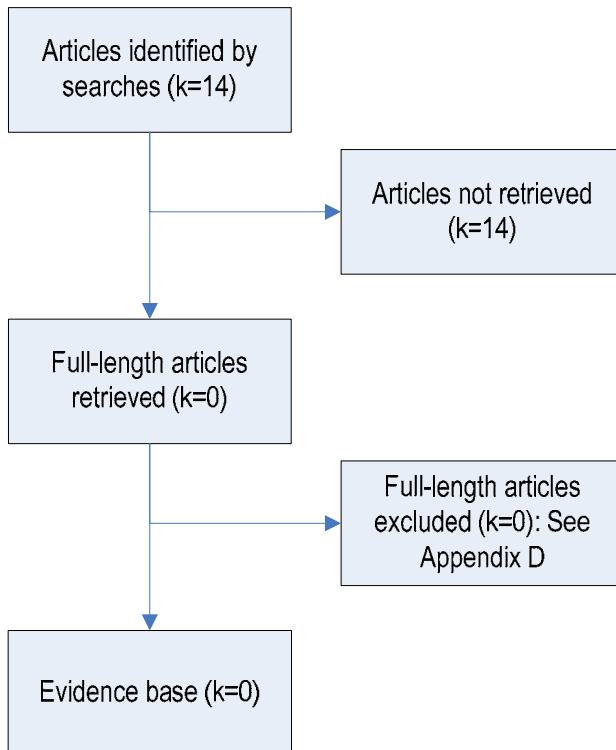 Articles identified by
searches (k=14)
Articles not retrieved
(k=14)
Full-length articles
retrieved (k=0)
Full-length articles
excluded (k=0): See
Appendix D
Evidence base (k=0)